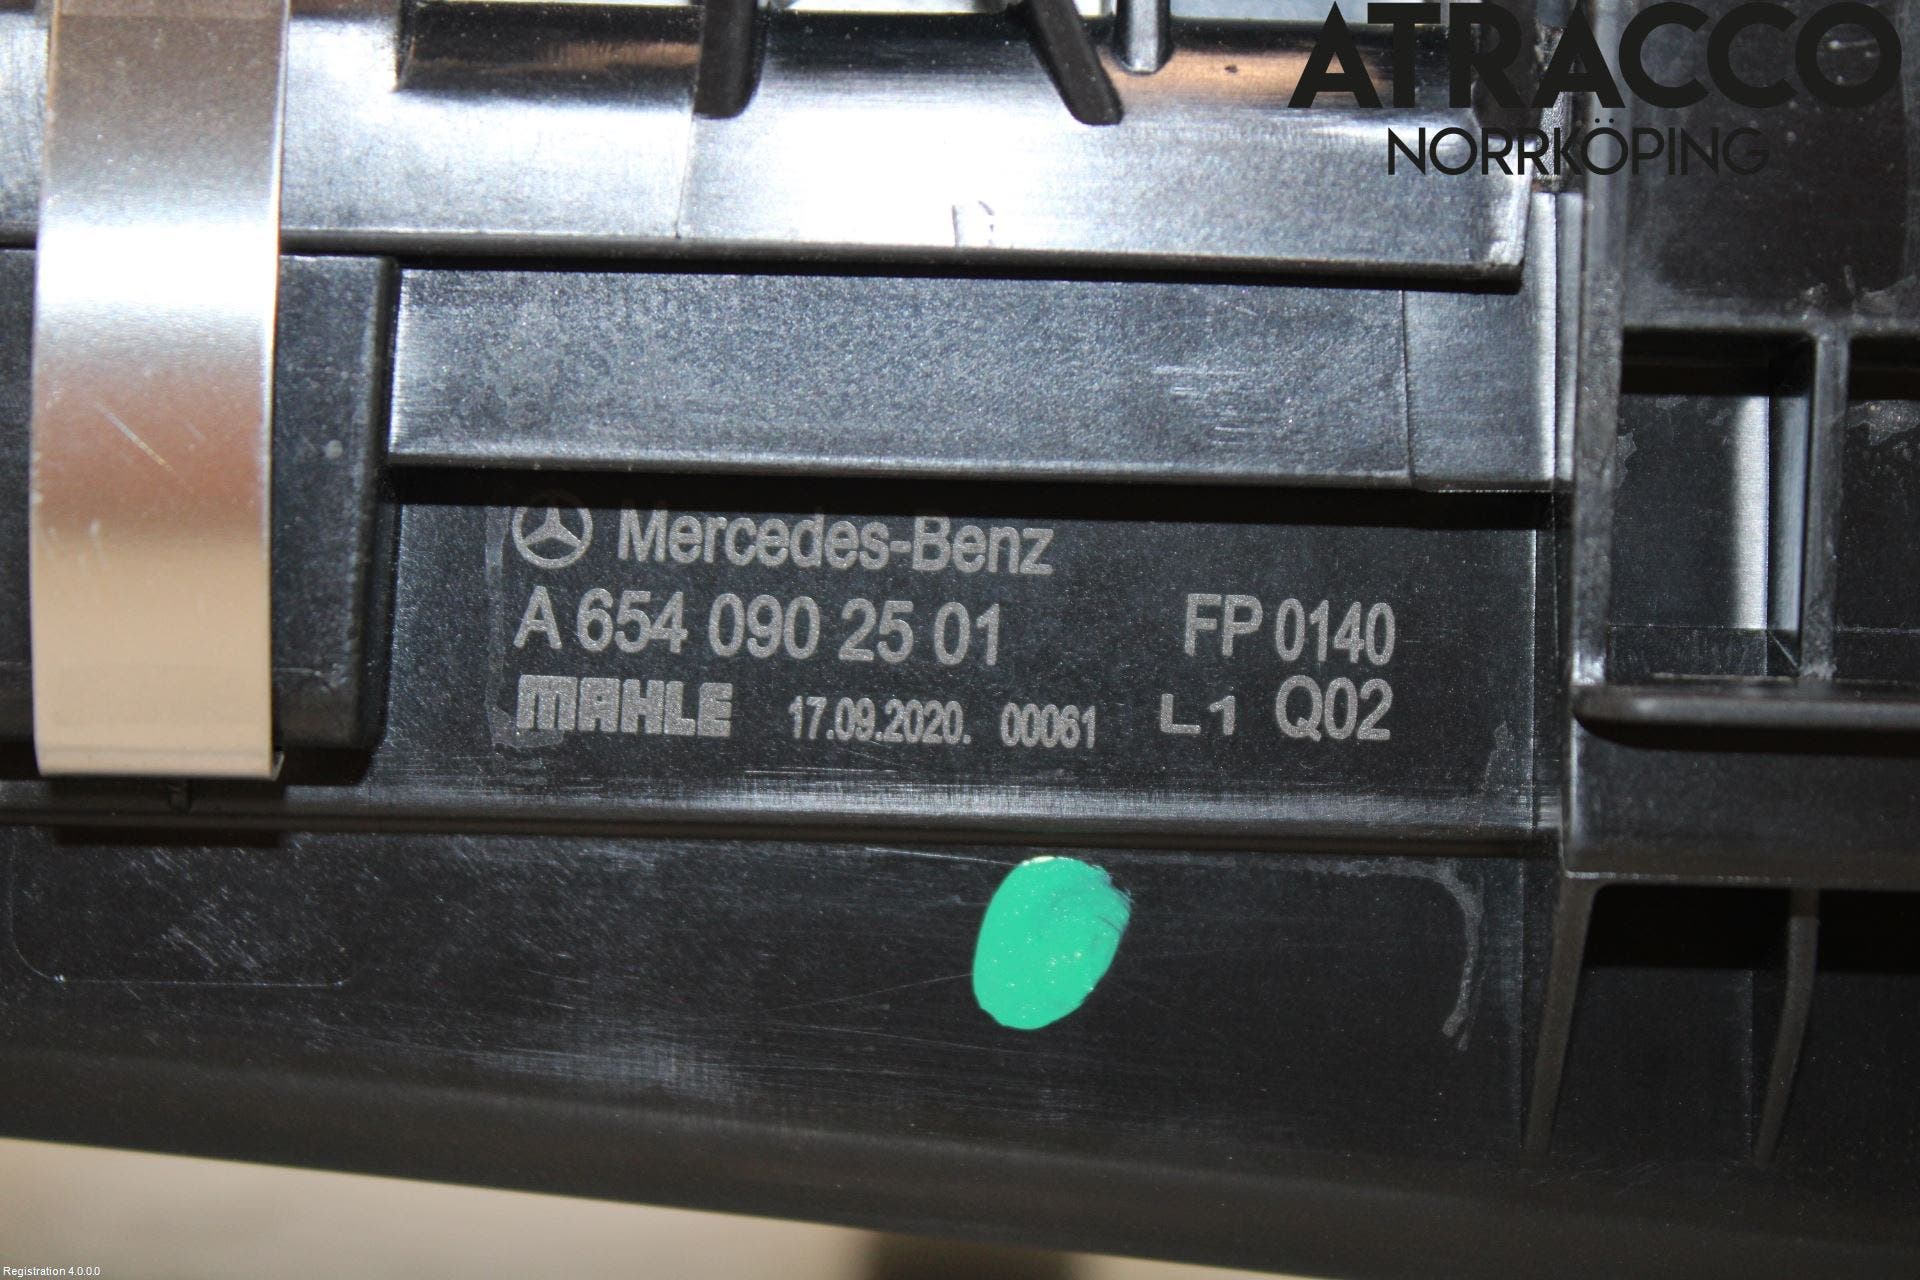 ATRACCO
NORRKÖPING
Mercedes-Benz
A 654 090 25 01 FP 0140
MAHLE 17.09.2020. 00061 L1 Q02
Registration 4.0.0.0